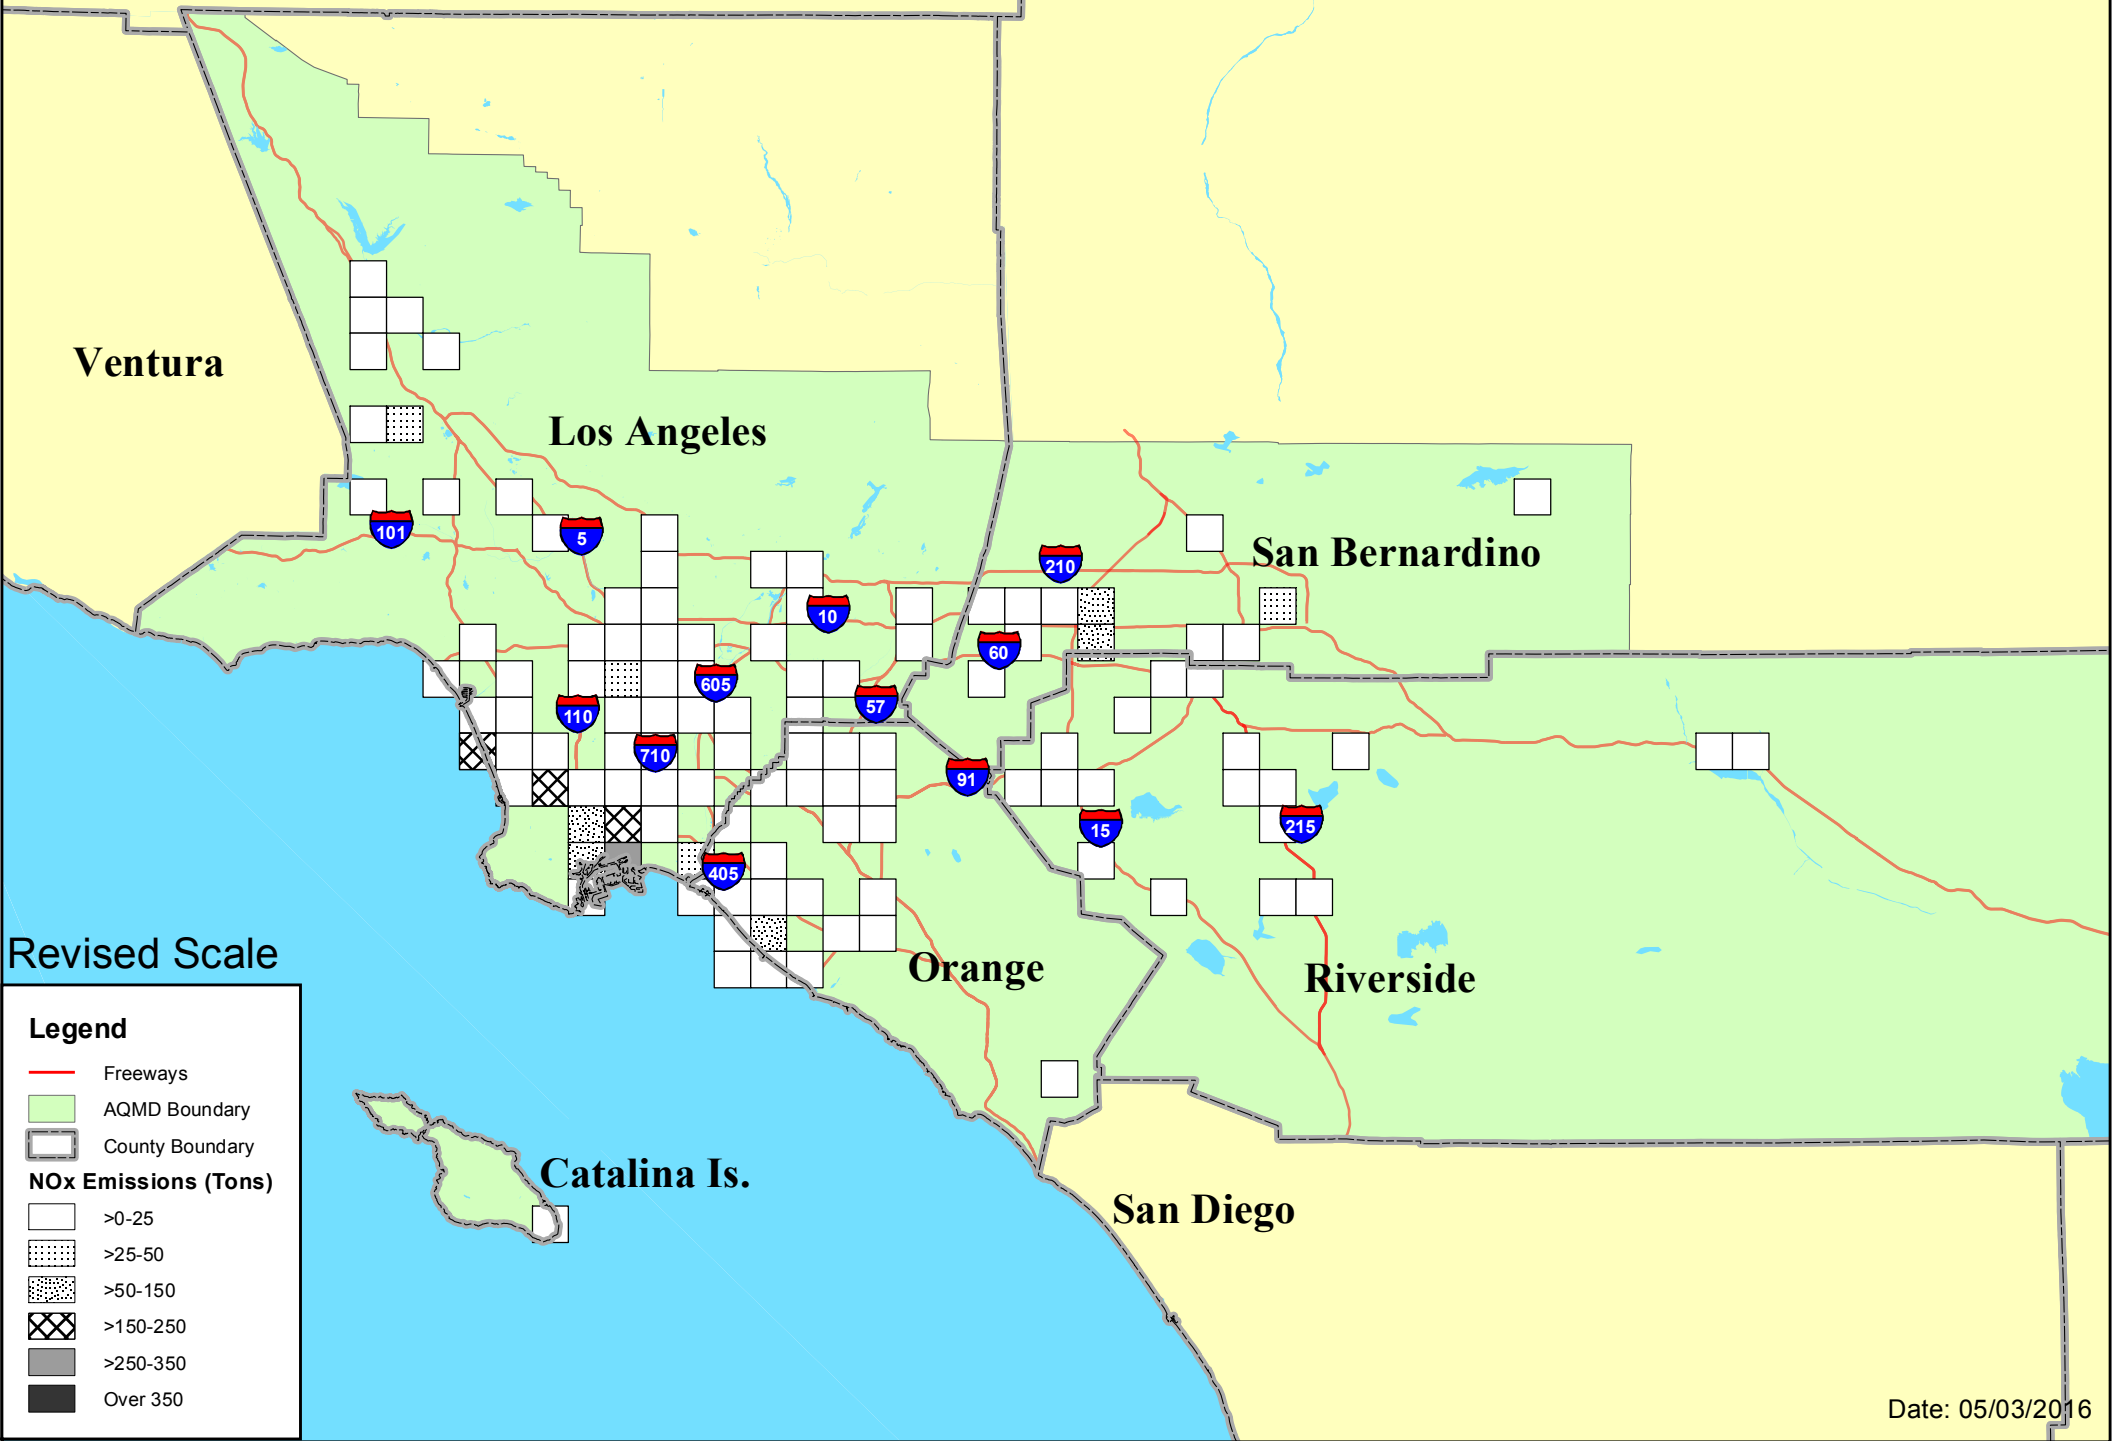 Ventura
Los Angeles
101
5
210
San Bernardino
10
60
605
57
110
710
91
15
215
405
Orange
Riverside
Catalina Is.
San Diego
Revised Scale
Legend
Freeways
AQMD Boundary
County Boundary
NOx Emissions (Tons)
>0-25
>25-50
>50-150
>150-250
>250-350
Over 350
Date: 05/03/2016